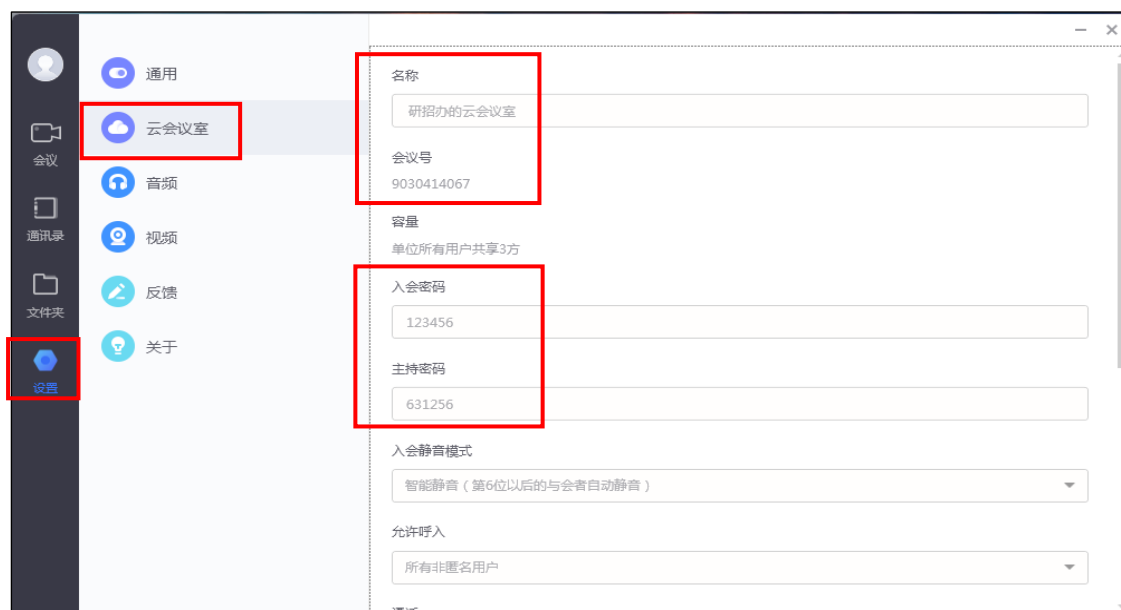 会议
通讯录
文件夹
设置
通用
云会议室
音频
视频
反馈
关于
名称
研招办的云会议室
会议号
9030414067
容量
单位所有用户共享3方
入会密码
123456
主持密码
631256
入会静音模式
智能静音（第6位以后的与会者自动静音）
允许呼入
所有非匿名用户